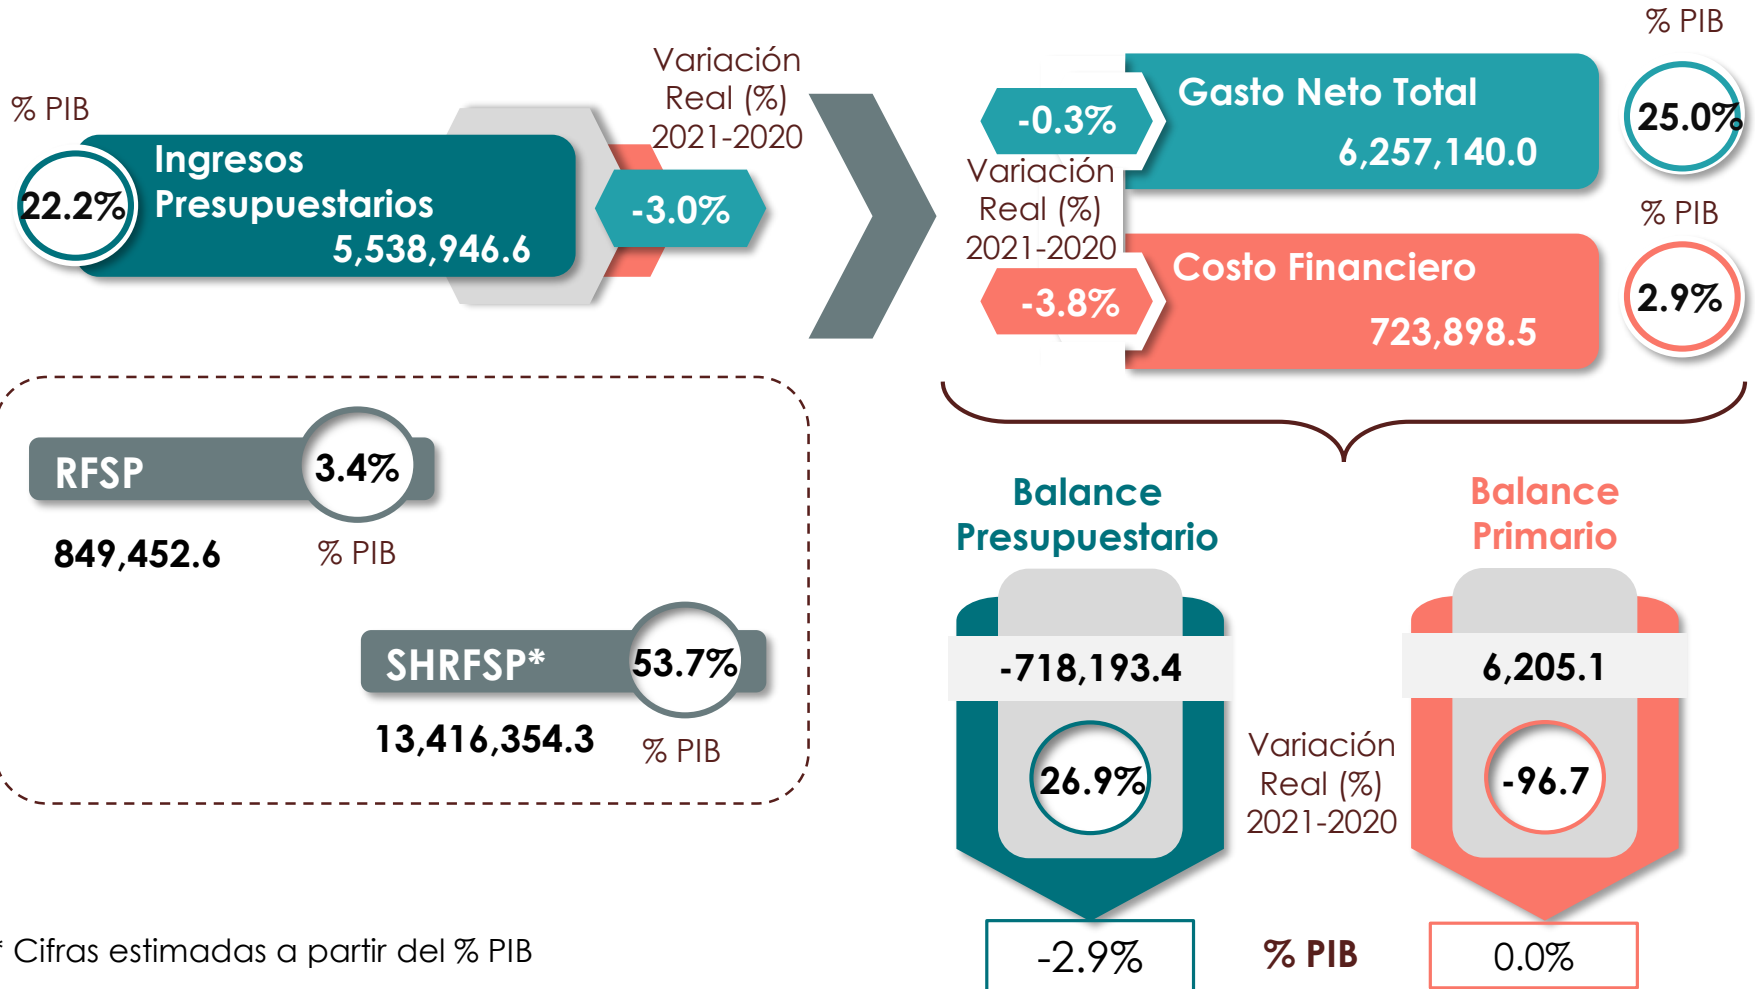 % PIB
22.2%
Ingresos
Presupuestarios
5,538,946.6
Variación
Real (%)
2021-2020
-3.0%
% PIB
-0.3%
Gasto Neto Total
6,257,140.0
25.0%
Variación
Real (%)
2021-2020
% PIB
-3.8%
Costo Financiero
723,898.5
2.9%
RFSP
3.4%
849,452.6
% PIB
SHRFSP*
53.7%
13,416,354.3
% PIB
Balance
Presupuestario
-718,193.4
26.9%
-2.9%
Variación
Real (%)
2021-2020
% PIB
Balance
Primario
6,205.1
-96.7
0.0%
* Cifras estimadas a partir del % PIB